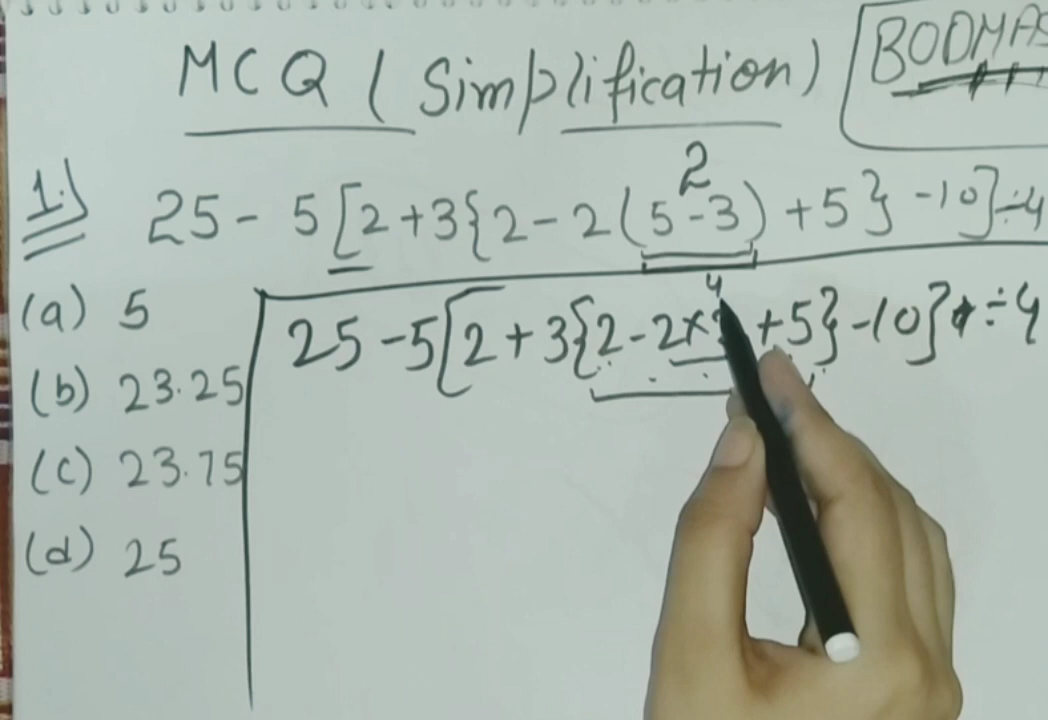 MCQ (Simplification)
BODMAS
1.) 25 - 5[2+3{2-2(5-3)+5}-10]÷4
2
(a) 5
(b) 23.25
(c) 23.75
(d) 25
25-5[2+3{2-2×
+5}-10]÷4
4